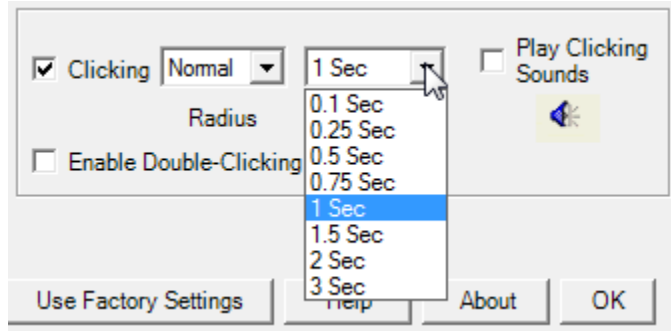 Clicking Normal 1 Sec Play Clicking
Sounds
Radius
Enable Double-Clicking
0.1 Sec
0.25 Sec
0.5 Sec
0.75 Sec
1 Sec
1.5 Sec
2 Sec
3 Sec
Use Factory Settings Help About OK